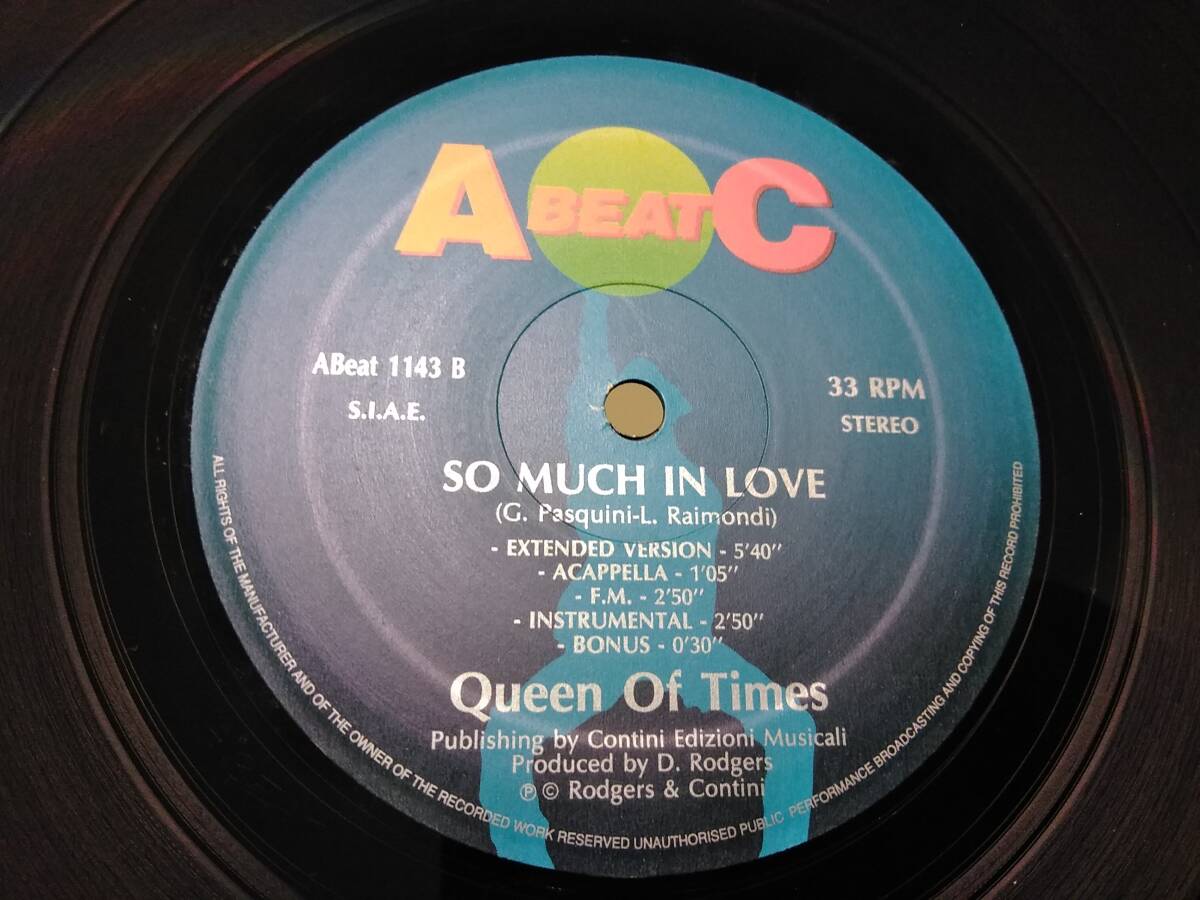 A BEAT C
ABeat 1143 B
S.I.A.E.
33 RPM
STEREO
SO MUCH IN LOVE
(G. Pasquini-L. Raimondi)
- EXTENDED VERSION - 5'40"
- ACAPPELLA - 1'05"
- F.M. - 2'50"
- INSTRUMENTAL - 2'50"
- BONUS - 0'30"
Queen Of Times
Publishing by Contini Edizioni Musicali
Produced by D. Rodgers
℗ © Rodgers & Contini
ALL RIGHTS OF THE MANUFACTURER AND OF THE OWNER OF THE RECORDED WORK RESERVED UNAUTHORISED PUBLIC PERFORMANCE BROADCASTING AND COPYING OF THIS RECORD PROHIBITED